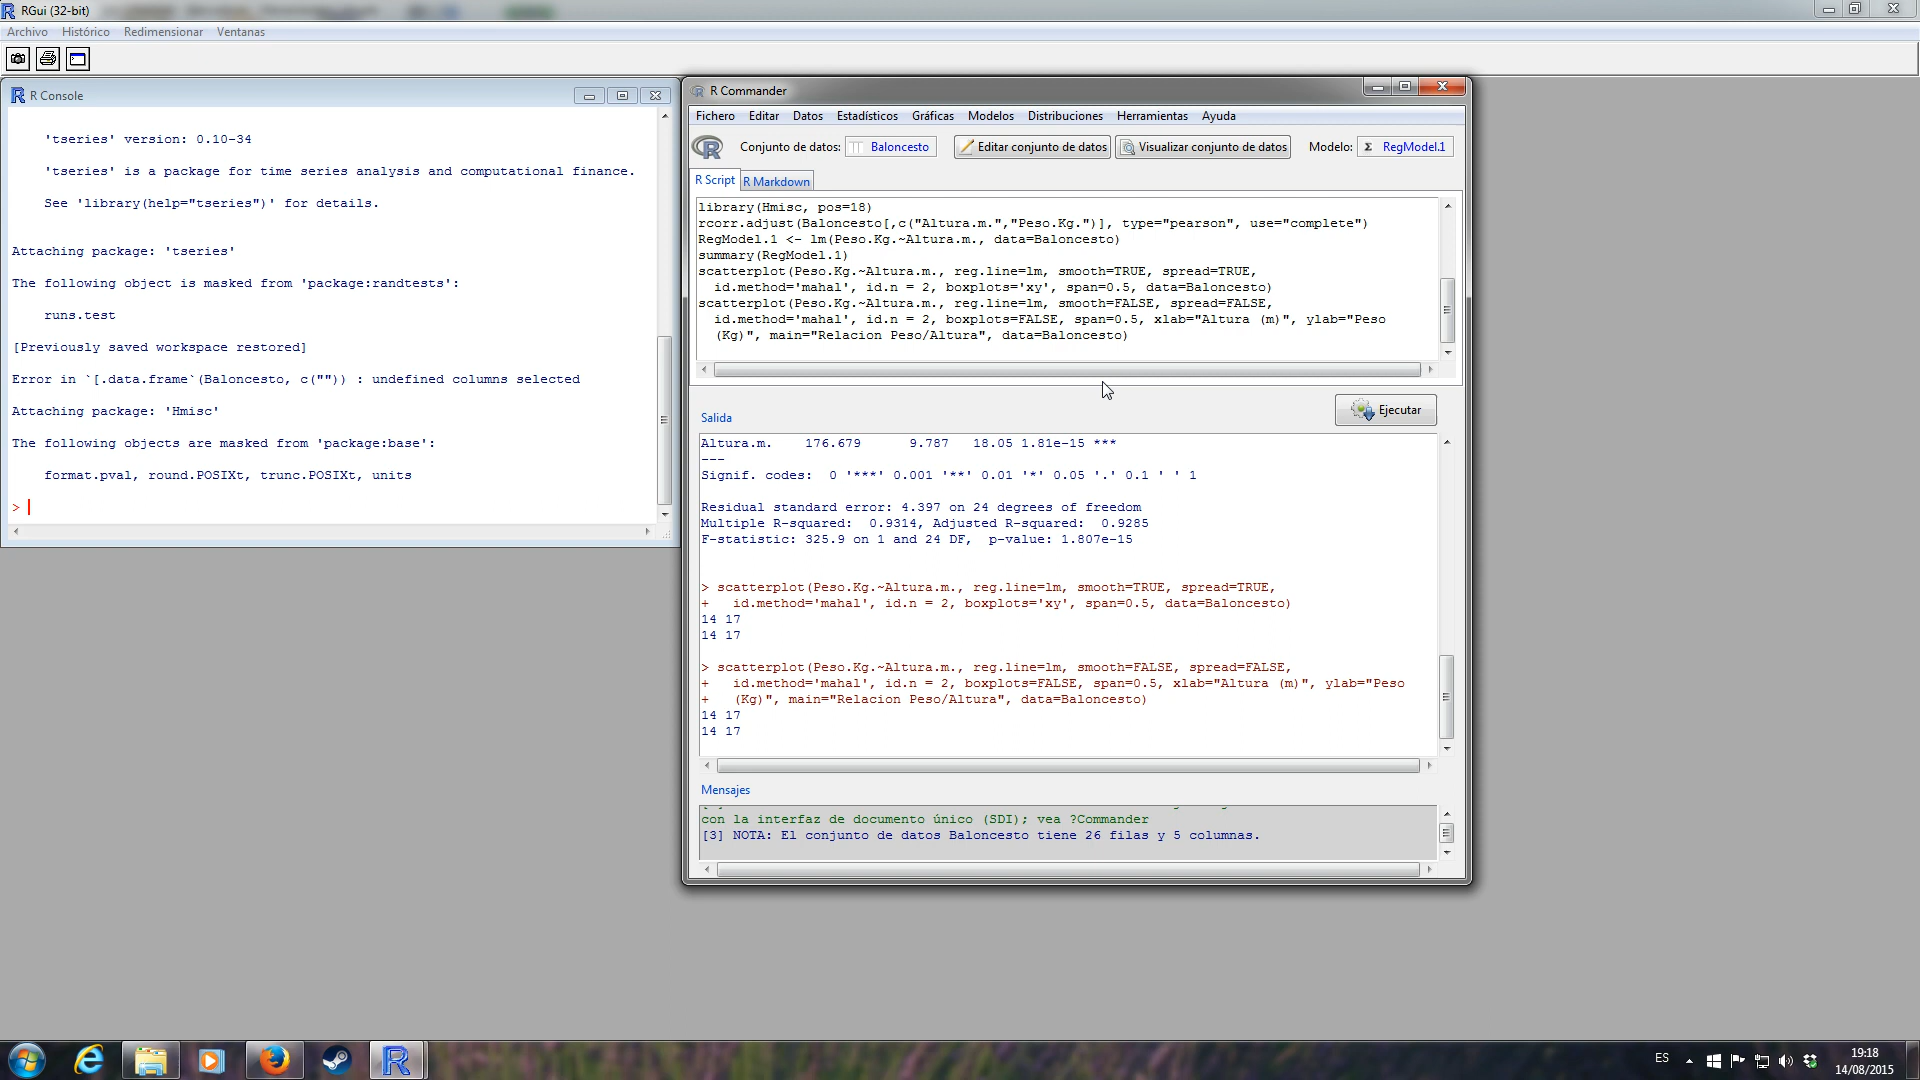 RGui (32-bit)
Archivo Histórico Redimensionar Ventanas
R Console
'tseries' version: 0.10-34
'tseries' is a package for time series analysis and computational finance.
See 'library(help="tseries")' for details.
Attaching package: 'tseries'
The following object is masked from 'package:randtests':
runs.test
[Previously saved workspace restored]
Error in `[.data.frame`(Baloncesto, c("")) : undefined columns selected
Attaching package: 'Hmisc'
The following objects are masked from 'package:base':
format.pval, round.POSIXt, trunc.POSIXt, units
>
R Commander
Fichero Editar Datos Estadísticos Gráficas Modelos Distribuciones Herramientas Ayuda
Conjunto de datos: Baloncesto Editar conjunto de datos Visualizar conjunto de datos Modelo: Σ RegModel.1
R Script R Markdown
library(Hmisc, pos=18)
rcorr.adjust(Baloncesto[,c("Altura.m.","Peso.Kg.")], type="pearson", use="complete")
RegModel.1 <- lm(Peso.Kg.~Altura.m., data=Baloncesto)
summary(RegModel.1)
scatterplot(Peso.Kg.~Altura.m., reg.line=lm, smooth=TRUE, spread=TRUE,
id.method='mahal', id.n = 2, boxplots='xy', span=0.5, data=Baloncesto)
scatterplot(Peso.Kg.~Altura.m., reg.line=lm, smooth=FALSE, spread=FALSE,
id.method='mahal', id.n = 2, boxplots=FALSE, span=0.5, xlab="Altura (m)", ylab="Peso
(Kg)", main="Relacion Peso/Altura", data=Baloncesto)
Salida
Ejecutar
Altura.m. 176.679 9.787 18.05 1.81e-15 ***
---
Signif. codes: 0 '***' 0.001 '**' 0.01 '*' 0.05 '.' 0.1 ' ' 1
Residual standard error: 4.397 on 24 degrees of freedom
Multiple R-squared: 0.9314, Adjusted R-squared: 0.9285
F-statistic: 325.9 on 1 and 24 DF, p-value: 1.807e-15
> scatterplot(Peso.Kg.~Altura.m., reg.line=lm, smooth=TRUE, spread=TRUE,
+ id.method='mahal', id.n = 2, boxplots='xy', span=0.5, data=Baloncesto)
14 17
14 17
> scatterplot(Peso.Kg.~Altura.m., reg.line=lm, smooth=FALSE, spread=FALSE,
+ id.method='mahal', id.n = 2, boxplots=FALSE, span=0.5, xlab="Altura (m)", ylab="Peso
+ (Kg)", main="Relacion Peso/Altura", data=Baloncesto)
14 17
14 17
Mensajes
con la interfaz de documento único (SDI); vea ?Commander
[3] NOTA: El conjunto de datos Baloncesto tiene 26 filas y 5 columnas.
ES
19:18
14/08/2015